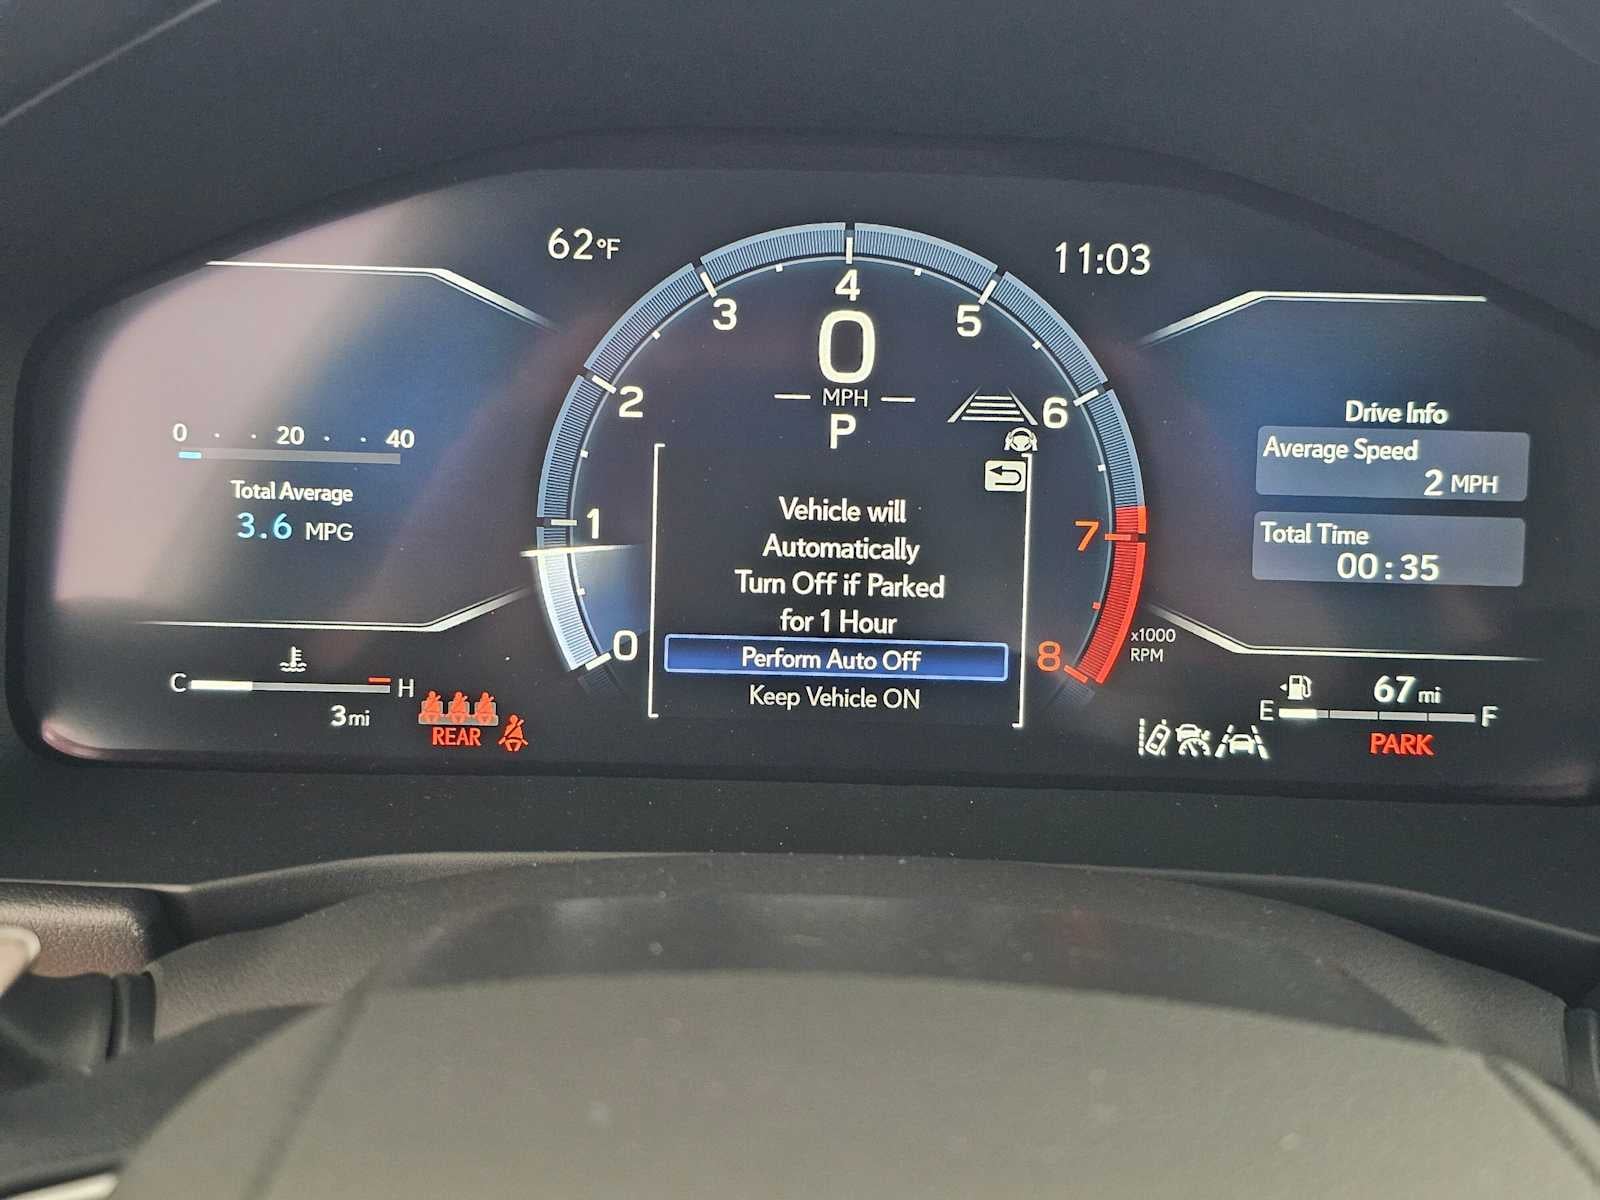 62°F
11:03
0 20 40
Total Average
3.6 MPG
C H
3 mi
REAR
0
1
2
3
4
5
6
7
8
x1000
RPM
0
MPH
P
Vehicle will
Automatically
Turn Off if Parked
for 1 Hour
Perform Auto Off
Keep Vehicle ON
Drive Info
Average Speed
2 MPH
Total Time
00:35
67 mi
E F
PARK